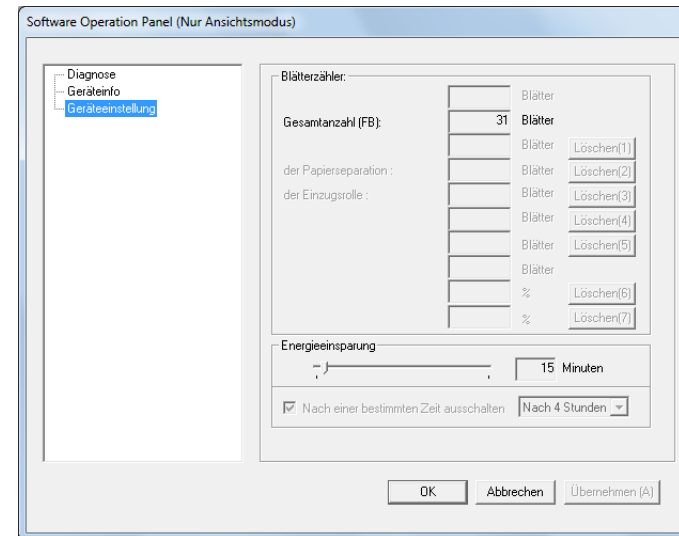 Software Operation Panel (Nur Ansichtsmodus)
Diagnose
Geräteinfo
Geräteeinstellung
Blätterzähler:
Blätter
Gesamtanzahl (FB): 31 Blätter
Blätter Löschen(1)
der Papierseparation : Blätter Löschen(2)
der Einzugsrolle : Blätter Löschen(3)
Blätter Löschen(4)
Blätter Löschen(5)
Blätter
% Löschen(6)
% Löschen(7)
Energieeinsparung
15 Minuten
Nach einer bestimmten Zeit ausschalten Nach 4 Stunden
OK Abbrechen Übernehmen (A)